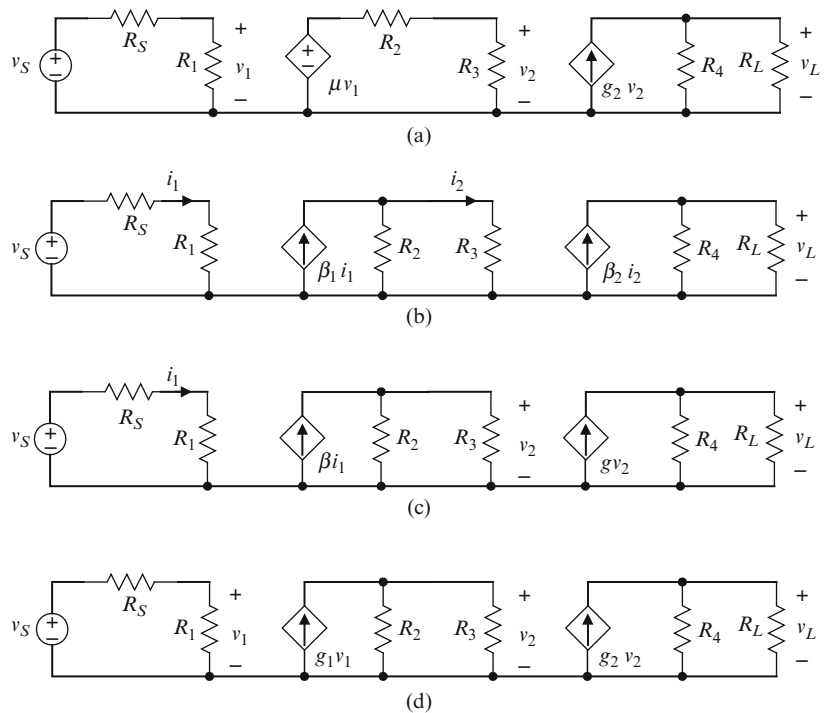 R_S
v_S + − R_1 + v_1 − + − μv_1 R_2 R_3 + v_2 − g_2 v_2 R_4 R_L + v_L −
(a)
i_1 i_2
R_S
v_S + − R_1 β_1 i_1 R_2 R_3 β_2 i_2 R_4 R_L + v_L −
(b)
i_1
R_S
v_S + − R_1 βi_1 R_2 R_3 + v_2 − gv_2 R_4 R_L + v_L −
(c)
R_S
v_S + − R_1 + v_1 − g_1v_1 R_2 R_3 + v_2 − g_2 v_2 R_4 R_L + v_L −
(d)